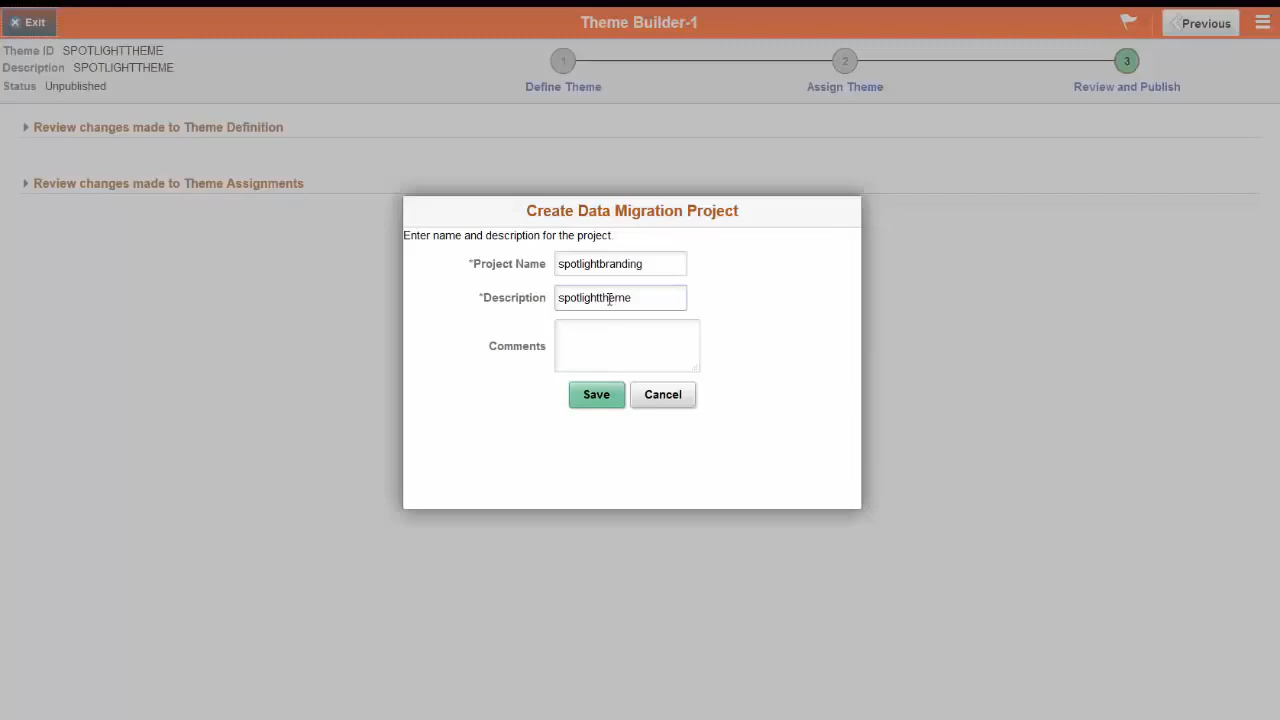 Exit
Theme Builder-1
Previous
Theme ID SPOTLIGHTTHEME
Description SPOTLIGHTTHEME
Status Unpublished
1
2
3
Define Theme
Assign Theme
Review and Publish
Review changes made to Theme Definition
Review changes made to Theme Assignments
Create Data Migration Project
Enter name and description for the project.
*Project Name spotlightbranding
*Description spotlighttheme
Comments
Save
Cancel